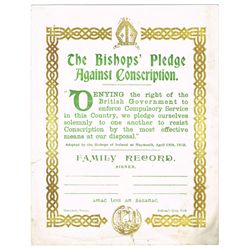 The Bishops' Pledge
Against Conscription.
"DENYING the right of the
British Government to
enforce Compulsory Service
in this Country, we pledge ourselves
solemnly to one another to resist
Conscription by the most effective
means at our disposal."
Adopted by the Bishops of Ireland at Maynooth, April 18th, 1918.
FAMILY RECORD.
SIGNED,